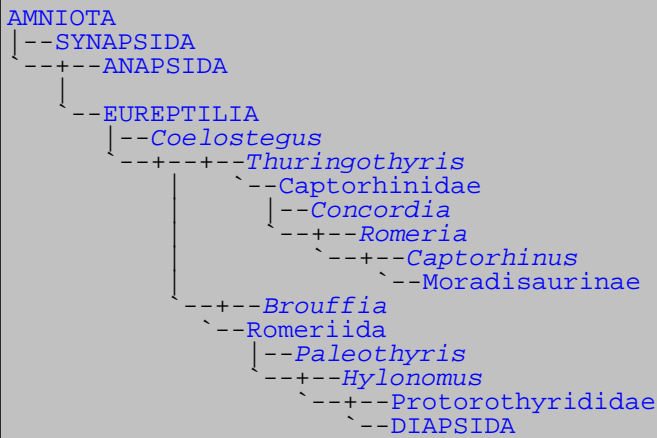 AMNIOTA
|--SYNAPSIDA
`--+--ANAPSIDA
   |
   `--EUREPTILIA
      |--Coelostegus
      `--+--+--Thuringothyris
         |  `--Captorhinidae
         |     |--Concordia
         |     `--+--Romeria
         |        `--+--Captorhinus
         |           `--Moradisaurinae
         `--+--Brouffia
            `--Romeriida
               |--Paleothyris
               `--+--Hylonomus
                  `--+--Protorothyrididae
                     `--DIAPSIDA